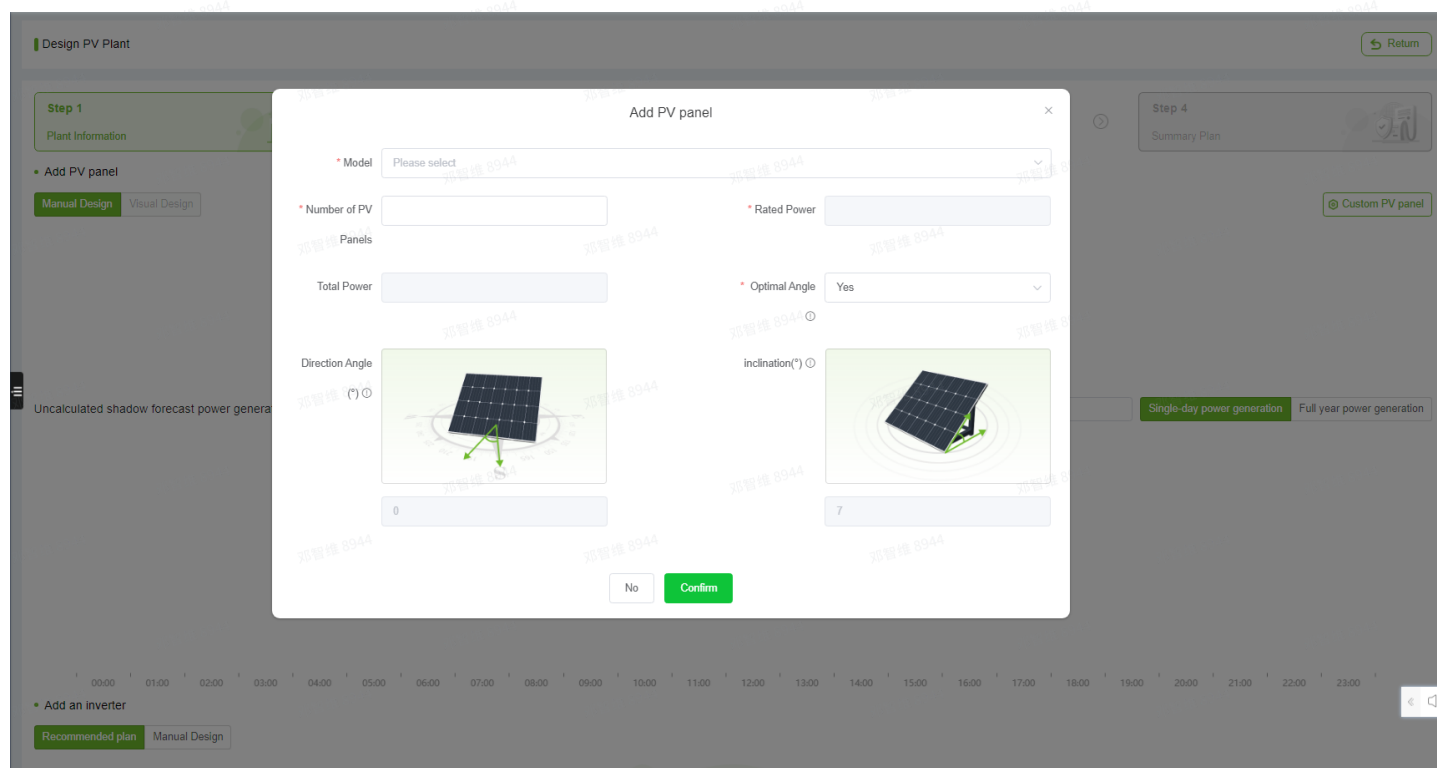 Design PV Plant
Return
Step 1
Plant Information
Step 4
Summary Plan
Add PV panel
Manual Design
Visual Design
Custom PV panel
Add PV panel
×
* Model
Please select
* Number of PV Panels
* Rated Power
Total Power
* Optimal Angle
Yes
Direction Angle (°)
S
inclination(°)
0
7
No
Confirm
Uncalculated shadow forecast power genera
Single-day power generation
Full year power generation
00:00 01:00 02:00 03:00 04:00 05:00 06:00 07:00 08:00 09:00 10:00 11:00 12:00 13:00 14:00 15:00 16:00 17:00 18:00 19:00 20:00 21:00 22:00 23:00
Add an inverter
Recommended plan
Manual Design
邓智维 8944